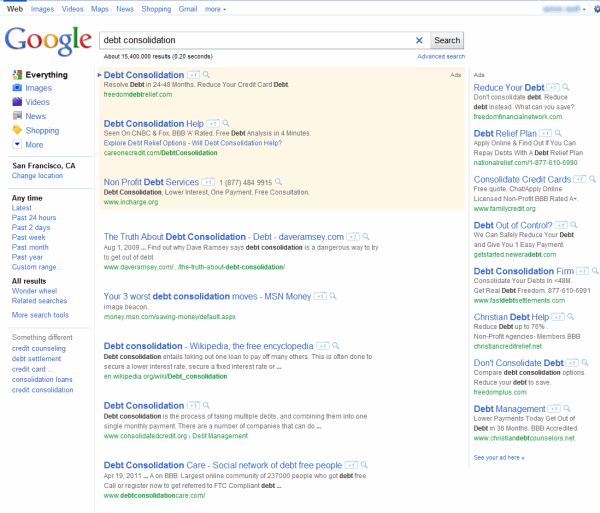 Web Images Videos Maps News Shopping Gmail more
Google
debt consolidation
Search
About 15,400,000 results (0.20 seconds)
Advanced search
Everything
Images
Videos
News
Shopping
More
San Francisco, CA
Change location
Any time
Latest
Past 24 hours
Past 2 days
Past week
Past month
Past year
Custom range...
All results
Wonder wheel
Related searches
More search tools
Something different
credit counseling
debt settlement
credit card ...
consolidation loans
credit consolidation
Debt Consolidation +1
Ads
Resolve Debt in 24-48 Months. Reduce Your Credit Card Debt.
freedomdebtrelief.com
Debt Consolidation Help +1
Seen On CNBC & Fox. BBB 'A' Rated. Free Debt Analysis in 4 Minutes.
Explore Debt Relief Options - Will Debt Consolidation Help?
careonecredit.com/DebtConsolidation
Non Profit Debt Services +1 1 (877) 484 9915
Debt Consolidation, Lower Interest, One Payment, Free Consultation.
www.incharge.org
The Truth About Debt Consolidation - Debt - daveramsey.com +1
Aug 1, 2009 ... Find out why Dave Ramsey says debt consolidation is a dangerous way to try
to get out of debt.
www.daveramsey.com/.../the-truth-about-debt-consolidation/
Your 3 worst debt consolidation moves - MSN Money +1
image beacon.
money.msn.com/saving-money/default.aspx
Debt consolidation - Wikipedia, the free encyclopedia +1
Debt consolidation entails taking out one loan to pay off many others. This is often done to
secure a lower interest rate, secure a fixed interest rate or ...
en.wikipedia.org/wiki/Debt_consolidation
Debt Consolidation +1
Debt consolidation is the process of taking multiple debts, and combining them into one
single monthly payment. There are a number of companies that can do ...
www.consolidatedcredit.org › Debt Management
Debt Consolidation Care - Social network of debt free people +1
Apr 19, 2011 ... A on BBB. Largest online community of 237000 people who got debt free.
Call or register now to get referred to FTC Compliant debt ...
www.debtconsolidationcare.com/
Ads
Reduce Your Debt +1
Don't consolidate debt. Reduce
debt instead. What can you save?
freedomfinancialnetwork.com
Debt Relief Plan +1
Apply Online & Find Out If You Can
Repay Debts With A Debt Relief Plan
nationalrelief.com/1-877-610-6990
Consolidate Credit Cards +1
Free quote, Chat/Apply Online
Licensed Non-Profit BBB Rated A+.
www.familycredit.org
Debt Out of Control? +1
We Can Safely Reduce Your Debt
and Give You 1 Easy Payment.
getstarted.neweradebt.com
Debt Consolidation Firm +1
Consolidate Your Debts in <48M.
Get Real Debt Freedom. 877-610-6991
www.fastdebtsettlements.com
Christian Debt Help +1
Reduce Debt up to 76% .
Non-Profit Agencies- Members BBB
christiancreditrelief.net
Don't Consolidate Debt +1
Compare debt consolidation options.
Reduce your debt to save.
freedomplus.com
Debt Management +1
Lower Payments Today Get Out of
Debt in 36 Months. BBB Accredited.
www.christiandebtcounselors.net
See your ad here »